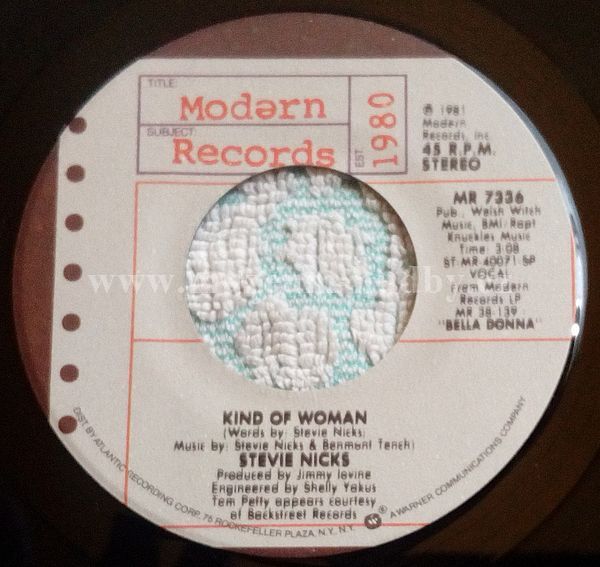 TITLE:
Modərn
SUBJECT:
Records
EST. 1980
℗ 1981
Modern
Records, Inc.
45 R.P.M.
STEREO
MR 7336
Pub., Welsh Witch
Music, BMI-Rapt
Knuckles Music
Time: 3:08
ST-MR-40071-SP
VOCAL
From Modern
Records LP
MR 38-139
"BELLA DONNA"
KIND OF WOMAN
(Words by: Stevie Nicks;
Music by: Stevie Nicks & Benmont Tench)
STEVIE NICKS
Produced by Jimmy Iovine
Engineered by Shelly Yakus
Tom Petty appears courtesy
of Backstreet Records
DIST. BY ATLANTIC RECORDING CORP., 75 ROCKEFELLER PLAZA, N.Y., N.Y.
® A WARNER COMMUNICATIONS COMPANY